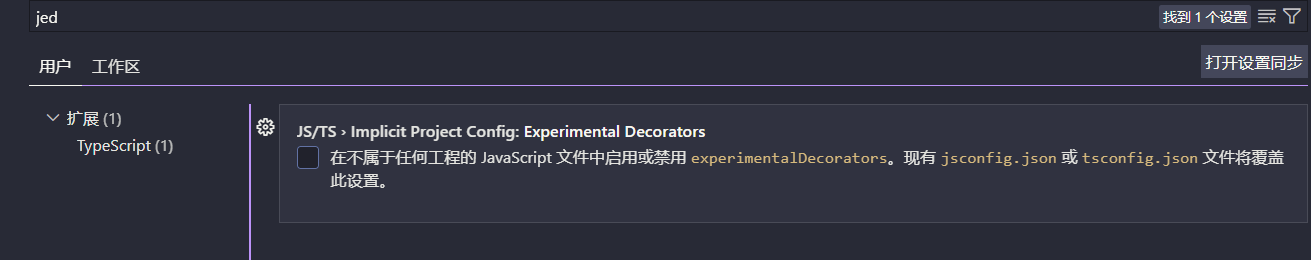 jed
找到 1 个设置
用户
工作区
打开设置同步
扩展 (1)
TypeScript (1)
JS/TS › Implicit Project Config: Experimental Decorators
在不属于任何工程的 JavaScript 文件中启用或禁用 experimentalDecorators。现有 jsconfig.json 或 tsconfig.json 文件将覆盖
此设置。